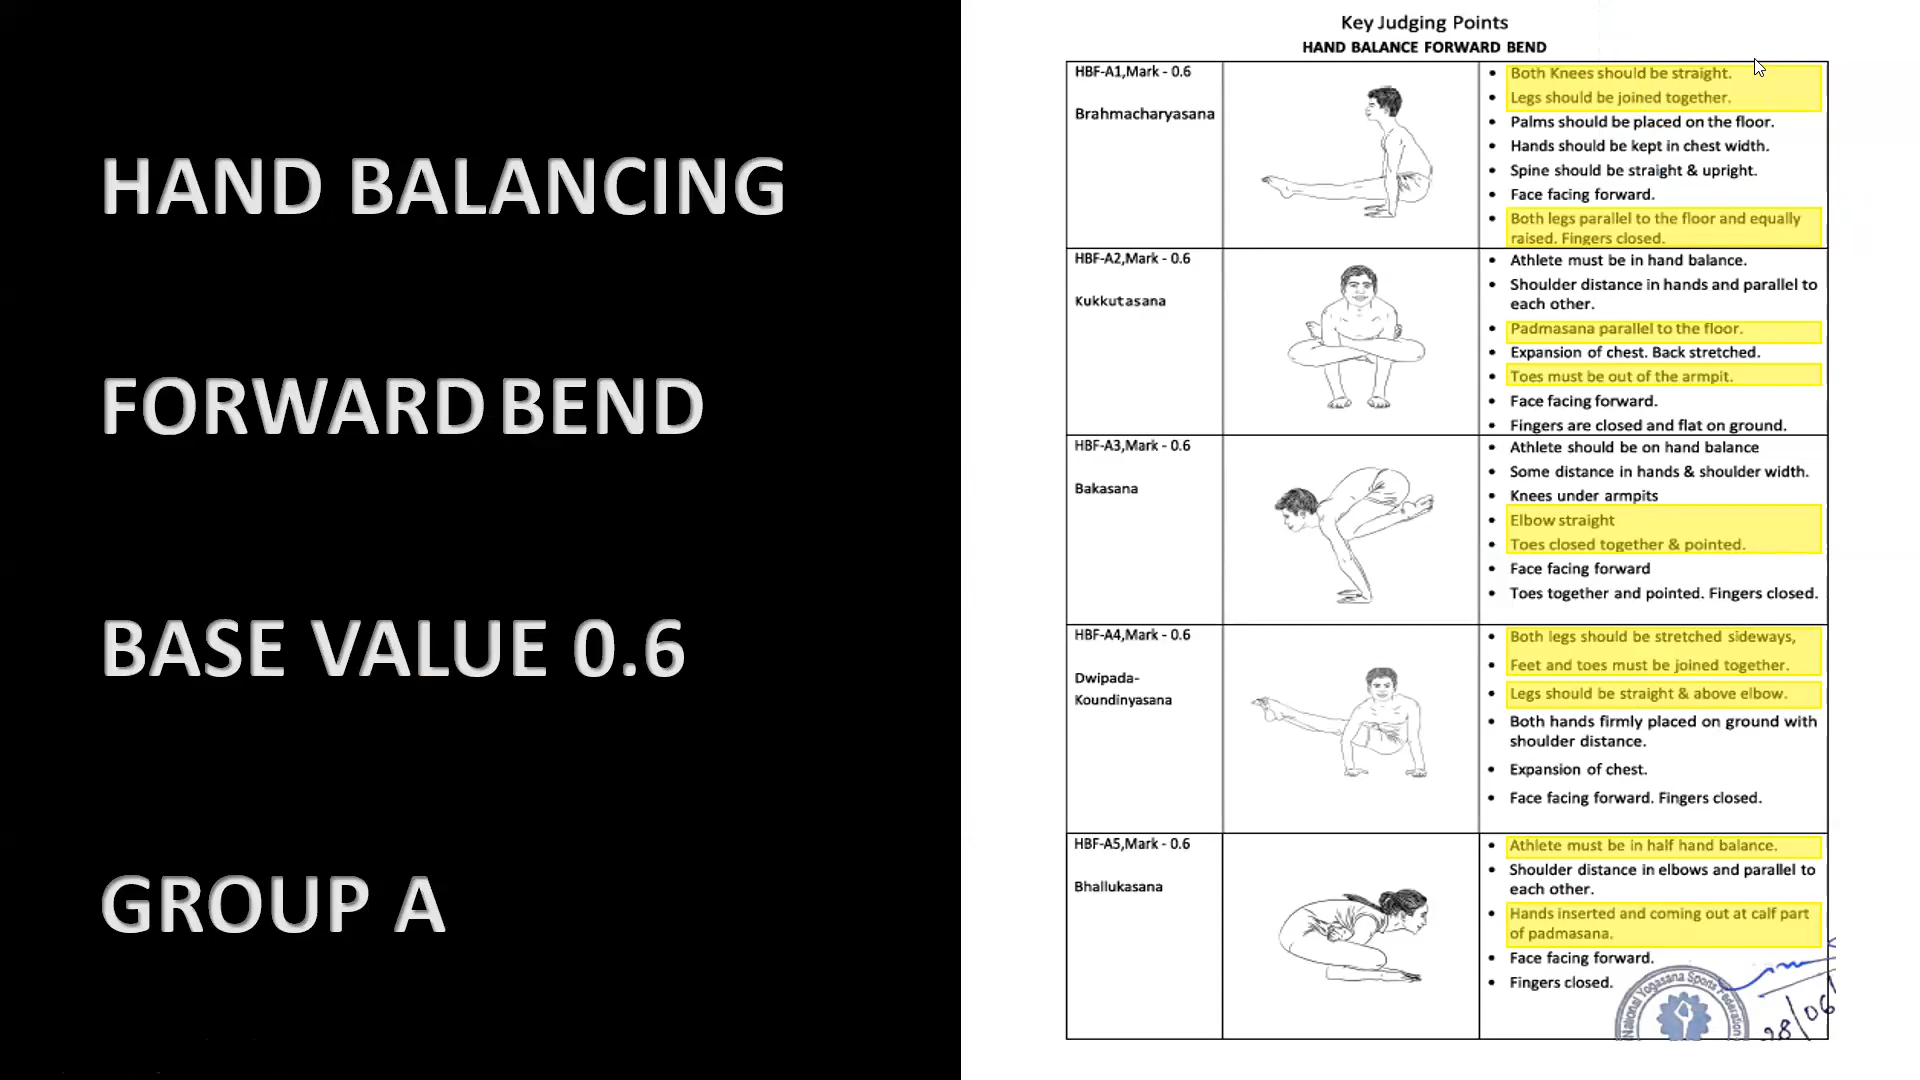 HAND BALANCING
FORWARD BEND
BASE VALUE 0.6
GROUP A
Key Judging Points
HAND BALANCE FORWARD BEND
HBF-A1,Mark - 0.6
Brahmacharyasana
• Both Knees should be straight.
• Legs should be joined together.
• Palms should be placed on the floor.
• Hands should be kept in chest width.
• Spine should be straight & upright.
• Face facing forward.
• Both legs parallel to the floor and equally
raised. Fingers closed.
HBF-A2,Mark - 0.6
Kukkutasana
• Athlete must be in hand balance.
• Shoulder distance in hands and parallel to
each other.
• Padmasana parallel to the floor.
• Expansion of chest. Back stretched.
• Toes must be out of the armpit.
• Face facing forward.
• Fingers are closed and flat on ground.
HBF-A3,Mark - 0.6
Bakasana
• Athlete should be on hand balance
• Some distance in hands & shoulder width.
• Knees under armpits
• Elbow straight
• Toes closed together & pointed.
• Face facing forward
• Toes together and pointed. Fingers closed.
HBF-A4,Mark - 0.6
Dwipada-
Koundinyasana
• Both legs should be stretched sideways,
• Feet and toes must be joined together.
• Legs should be straight & above elbow.
• Both hands firmly placed on ground with
shoulder distance.
• Expansion of chest.
• Face facing forward. Fingers closed.
HBF-A5,Mark - 0.6
Bhallukasana
• Athlete must be in half hand balance.
• Shoulder distance in elbows and parallel to
each other.
• Hands inserted and coming out at calf part
of padmasana.
• Face facing forward.
• Fingers closed.
National Yogasana Sports Federation
28/06/